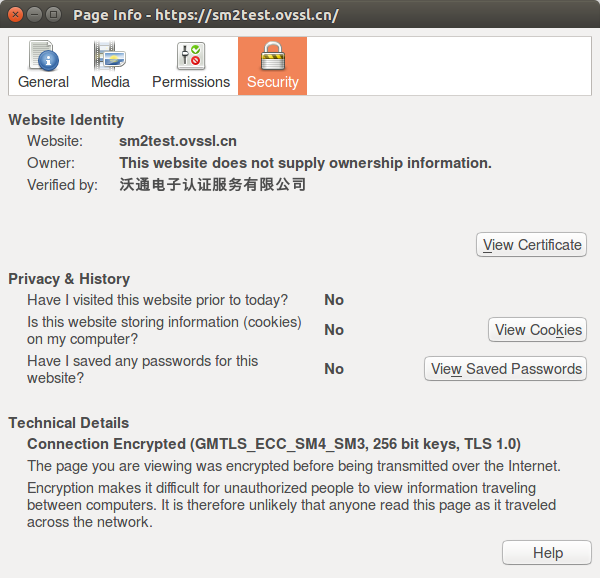 Page Info - https://sm2test.ovssl.cn/
General Media Permissions Security
Website Identity
Website: sm2test.ovssl.cn
Owner: This website does not supply ownership information.
Verified by: 沃通电子认证服务有限公司
View Certificate
Privacy & History
Have I visited this website prior to today? No
Is this website storing information (cookies)
on my computer? No View Cookies
Have I saved any passwords for this
website? No View Saved Passwords
Technical Details
Connection Encrypted (GMTLS_ECC_SM4_SM3, 256 bit keys, TLS 1.0)
The page you are viewing was encrypted before being transmitted over the Internet.
Encryption makes it difficult for unauthorized people to view information traveling
between computers. It is therefore unlikely that anyone read this page as it traveled
across the network.
Help